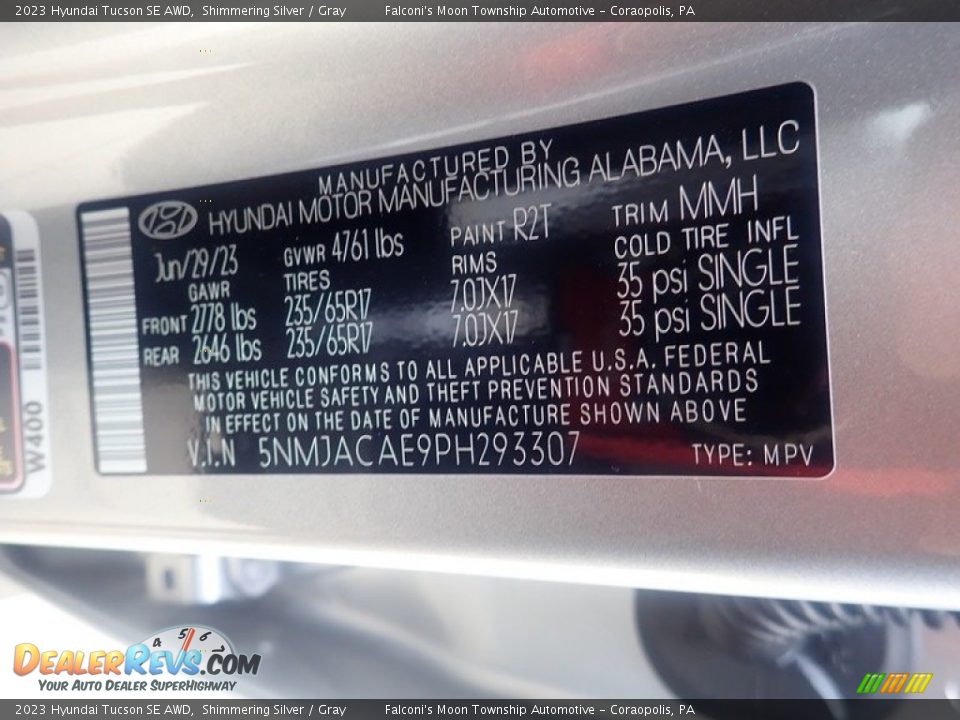 2023 Hyundai Tucson SE AWD, Shimmering Silver / Gray Falconi's Moon Township Automotive - Coraopolis, PA
MANUFACTURED BY
HYUNDAI MOTOR MANUFACTURING ALABAMA, LLC
Jun/29/23 GVWR 4761 lbs PAINT R2T TRIM MMH
GAWR TIRES RIMS COLD TIRE INFL
FRONT 2778 lbs 235/65R17 7.0JX17 35 psi SINGLE
REAR 2646 lbs 235/65R17 7.0JX17 35 psi SINGLE
THIS VEHICLE CONFORMS TO ALL APPLICABLE U.S.A. FEDERAL
MOTOR VEHICLE SAFETY AND THEFT PREVENTION STANDARDS
IN EFFECT ON THE DATE OF MANUFACTURE SHOWN ABOVE
V.I.N 5NMJACAE9PH293307 TYPE: MPV
W400
4 5 6
DEALERREVS.COM
YOUR AUTO DEALER SUPERHIGHWAY
2023 Hyundai Tucson SE AWD, Shimmering Silver / Gray Falconi's Moon Township Automotive - Coraopolis, PA